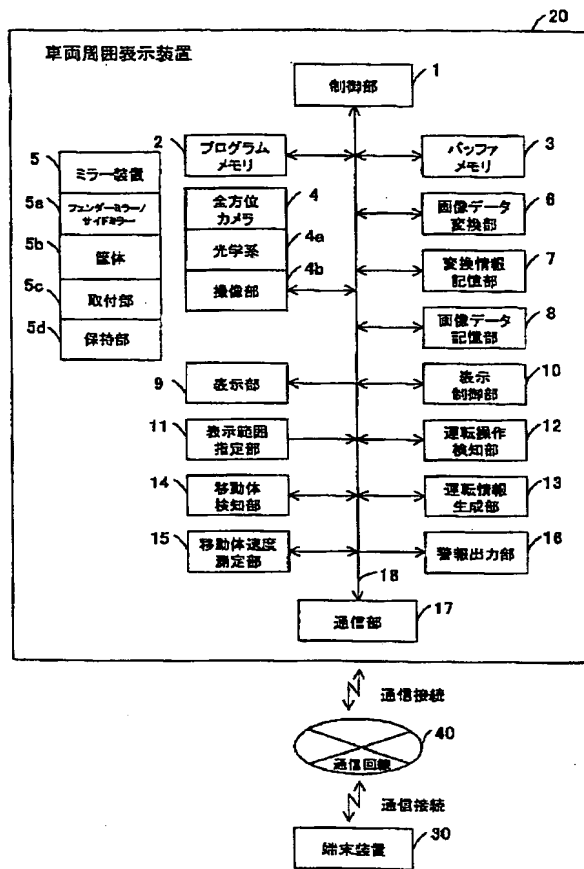 20
車両周囲表示装置
1
制御部
2
プログラム
メモリ
3
バッファ
メモリ
5
ミラー装置
5a
フェンダーミラー/
サイドミラー
5b
筐体
5c
取付部
5d
保持部
4
全方位
カメラ
4a
光学系
4b
撮像部
6
画像データ
変換部
7
変換情報
記憶部
8
画像データ
記憶部
9
表示部
10
表示
制御部
11
表示範囲
指定部
12
運転操作
検知部
14
移動体
検知部
13
運転情報
生成部
15
移動体速度
測定部
16
警報出力部
18
17
通信部
通信接続
40
通信回線
通信接続
30
端末装置